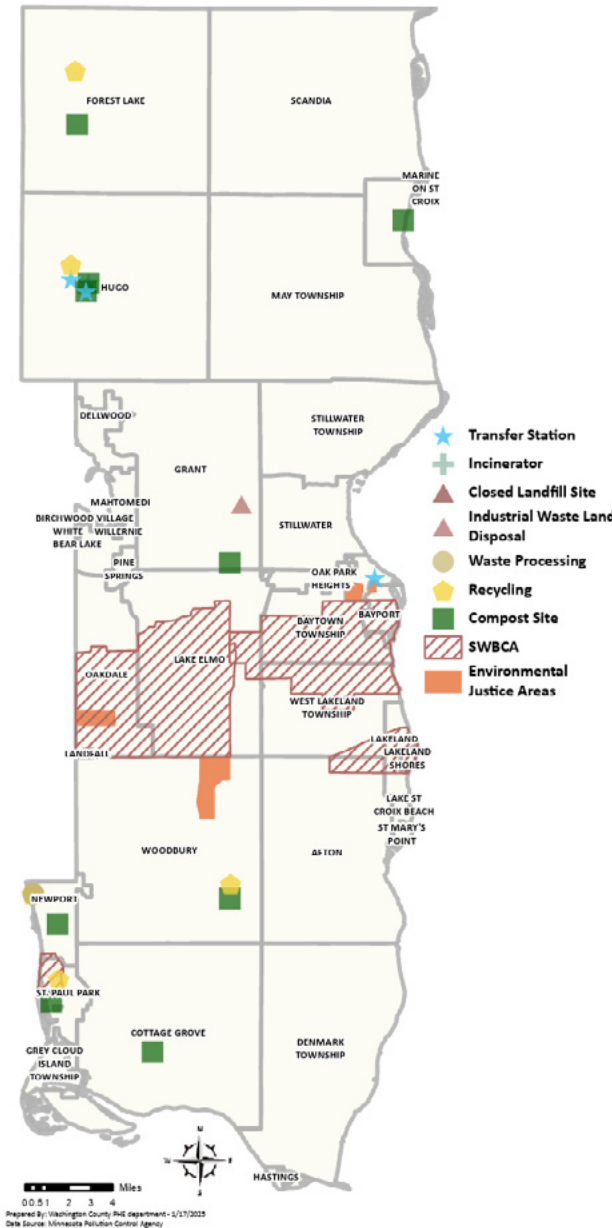 FOREST LAKE
SCANDIA
MARINE
ON ST
CROIX
HUGO
MAY TOWNSHIP
DELLWOOD
STILLWATER
TOWNSHIP
GRANT
MAHTOMEDI
BIRCHWOOD VILLAGE
WHITE WILLERNIE
BEAR LAKE
STILLWATER
PINE
SPRINGS
OAK PARK
HEIGHTS
BAYPORT
BAYTOWN
TOWNSHIP
LAKE ELMO
OAKDALE
WEST LAKELAND
TOWNSHIP
LANDFALL
LAKELAND
LAKELAND
SHORES
LAKE ST
CROIX BEACH
ST MARY'S
POINT
WOODBURY
AFTON
NEWPORT
ST. PAUL PARK
COTTAGE GROVE
DENMARK
TOWNSHIP
GREY CLOUD
ISLAND
TOWNSHIP
HASTINGS
Transfer Station
Incinerator
Closed Landfill Site
Industrial Waste Land
Disposal
Waste Processing
Recycling
Compost Site
SWBCA
Environmental
Justice Areas
N
W E
S
Miles
0 0.5 1 2 3 4
Prepared By: Washington County PHE department - 1/17/2025
Data Source: Minnesota Pollution Control Agency